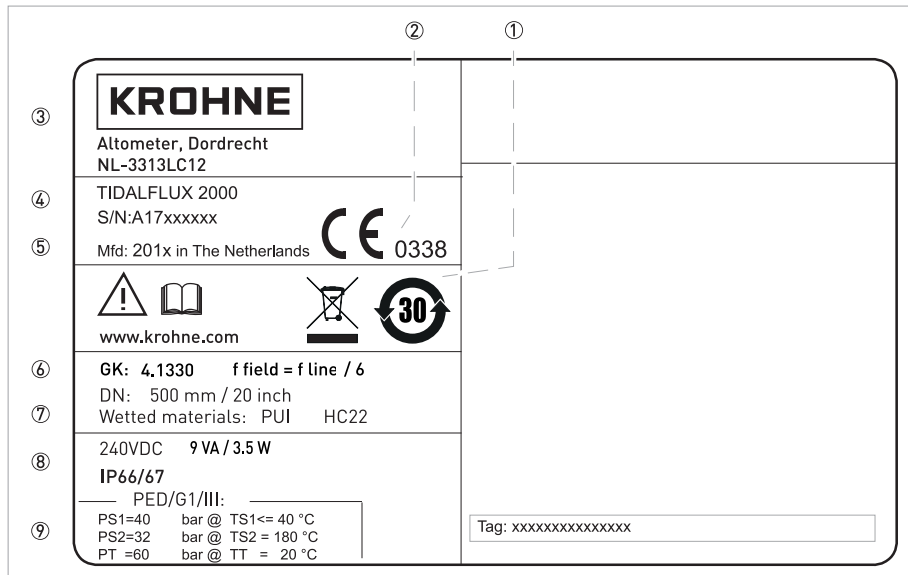 ② ①
③ KROHNE
Altometer, Dordrecht
NL-3313LC12
④ TIDALFLUX 2000
S/N:A17xxxxxx
⑤ Mfd: 201x in The Netherlands CE 0338
30
www.krohne.com
⑥ GK: 4.1330 f field = f line / 6
DN: 500 mm / 20 inch
⑦ Wetted materials: PUI HC22
⑧ 240VDC 9 VA / 3.5 W
IP66/67
PED/G1/III:
⑨ PS1=40 bar @ TS1<= 40 °C
PS2=32 bar @ TS2 = 180 °C
PT =60 bar @ TT = 20 °C
Tag: xxxxxxxxxxxxxxx